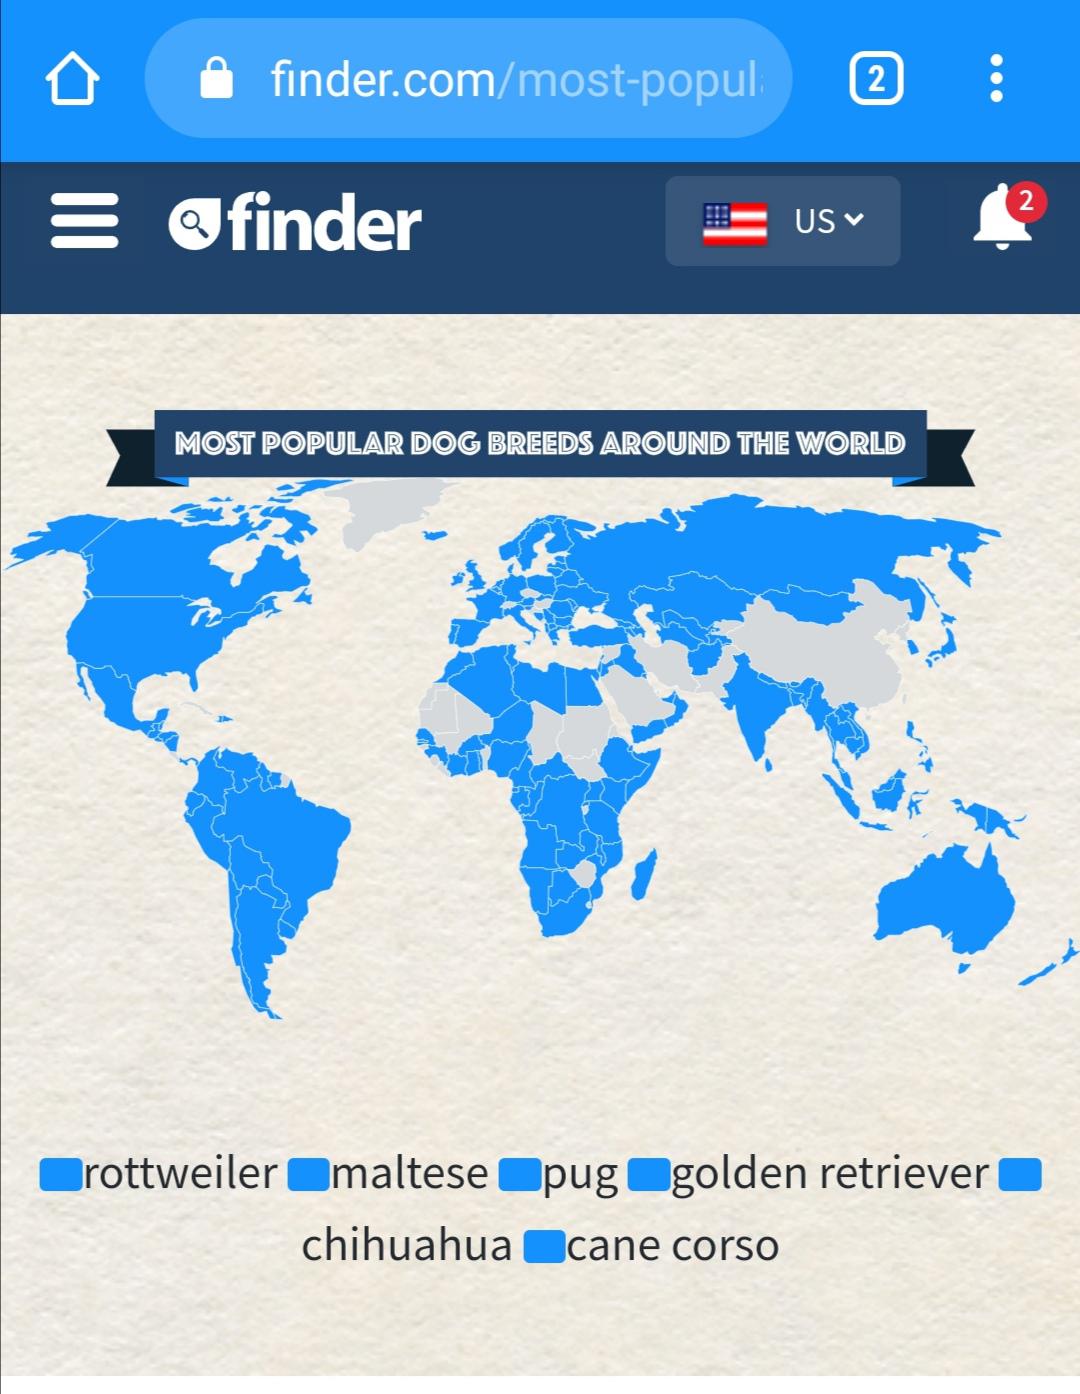 finder.com/most-popul
2
finder
US
2
MOST POPULAR DOG BREEDS AROUND THE WORLD
rottweiler maltese pug golden retriever
chihuahua cane corso